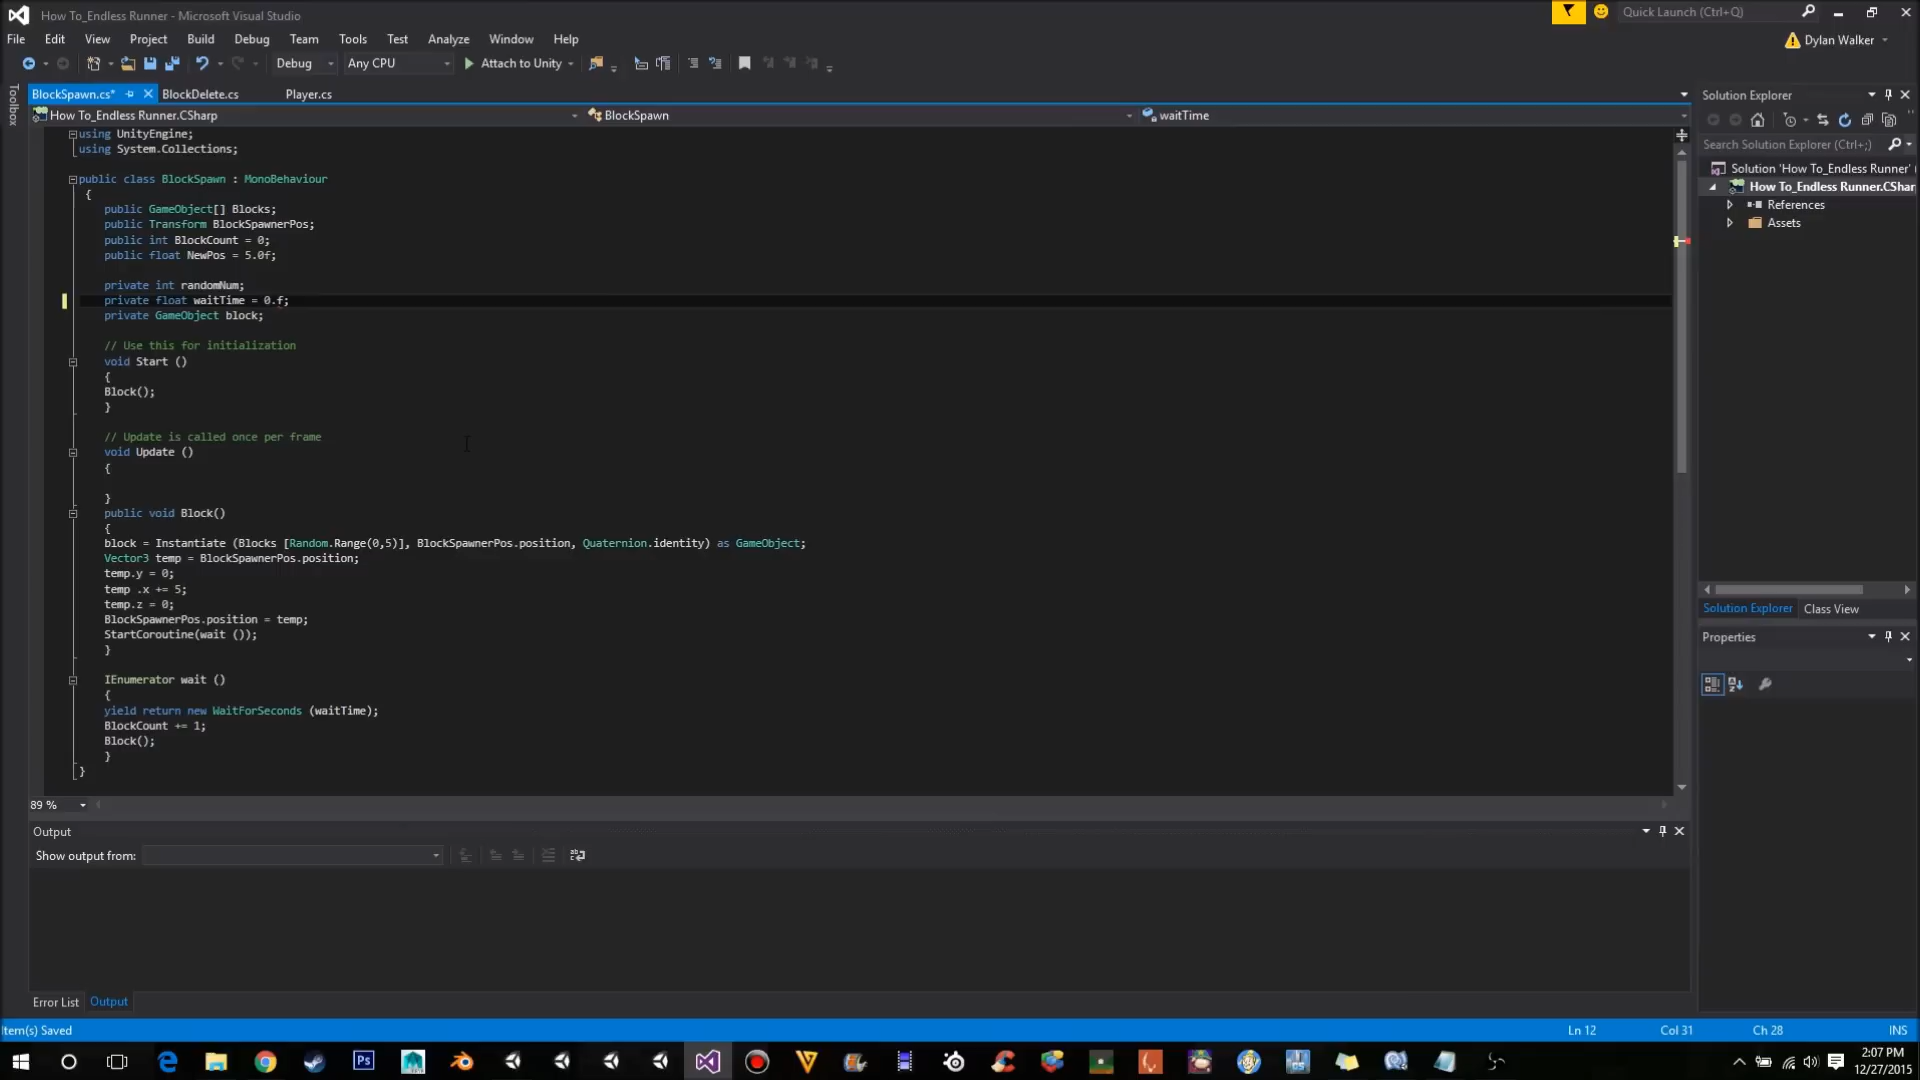 How To_Endless Runner - Microsoft Visual Studio
Quick Launch (Ctrl+Q)
File Edit View Project Build Debug Team Tools Test Analyze Window Help
Dylan Walker
Debug Any CPU Attach to Unity
Toolbox
BlockSpawn.cs* BlockDelete.cs Player.cs
How To_Endless Runner.CSharp BlockSpawn waitTime
using UnityEngine;
using System.Collections;
public class BlockSpawn : MonoBehaviour
{
public GameObject[] Blocks;
public Transform BlockSpawnerPos;
public int BlockCount = 0;
public float NewPos = 5.0f;
private int randomNum;
private float waitTime = 0.f;
private GameObject block;
// Use this for initialization
void Start ()
{
Block();
}
// Update is called once per frame
void Update ()
{
}
public void Block()
{
block = Instantiate (Blocks [Random.Range(0,5)], BlockSpawnerPos.position, Quaternion.identity) as GameObject;
Vector3 temp = BlockSpawnerPos.position;
temp.y = 0;
temp .x += 5;
temp.z = 0;
BlockSpawnerPos.position = temp;
StartCoroutine(wait ());
}
IEnumerator wait ()
{
yield return new WaitForSeconds (waitTime);
BlockCount += 1;
Block();
}
}
89 %
Output
Show output from:
Error List Output
Solution Explorer
Search Solution Explorer (Ctrl+;)
Solution 'How To_Endless Runner' (
How To_Endless Runner.CShar
References
Assets
Solution Explorer Class View
Properties
Item(s) Saved
Ln 12 Col 31 Ch 28 INS
Ps
2:07 PM
12/27/2015